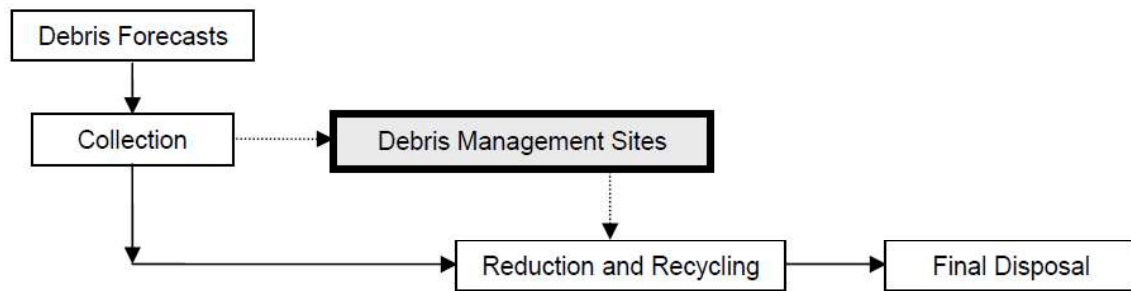 Debris Forecasts
Collection
Debris Management Sites
Reduction and Recycling
Final Disposal